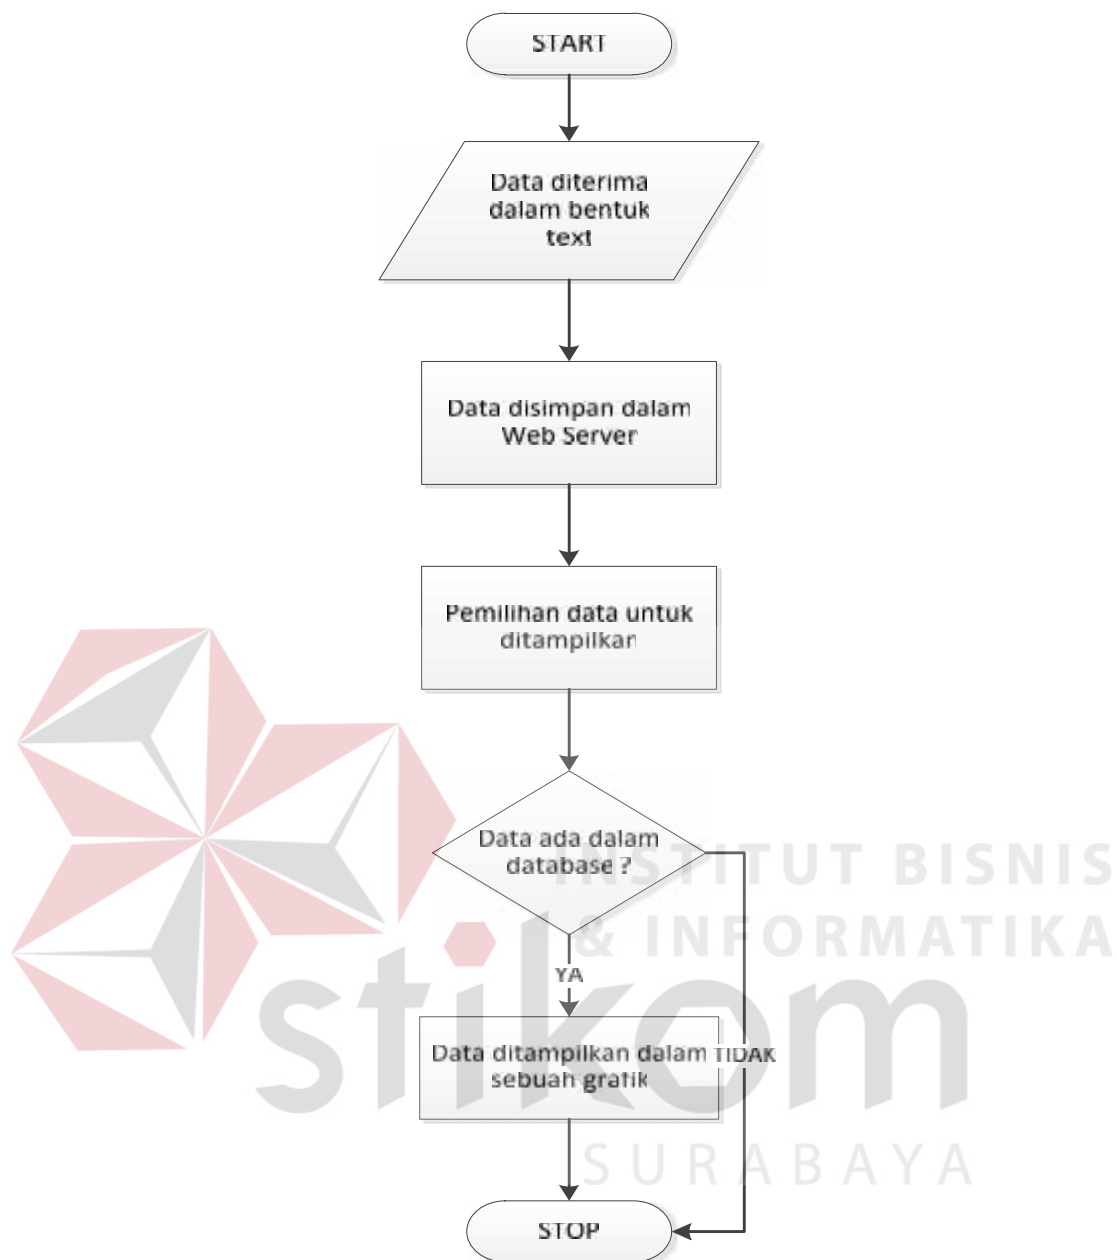 START
Data diterima
dalam bentuk
text
Data disimpan dalam
Web Server
Pemilihan data untuk
ditampilkan
Data ada dalam
database ?
YA
TIDAK
Data ditampilkan dalam
sebuah grafik
STOP
INSTITUT BISNIS
& INFORMATIKA
stikom
SURABAYA